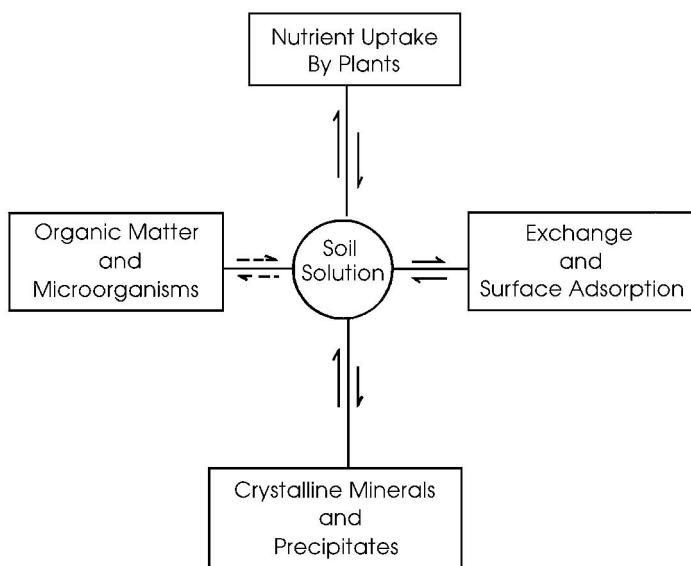 Nutrient Uptake
By Plants
Organic Matter
and
Microorganisms
Soil
Solution
Exchange
and
Surface Adsorption
Crystalline Minerals
and
Precipitates